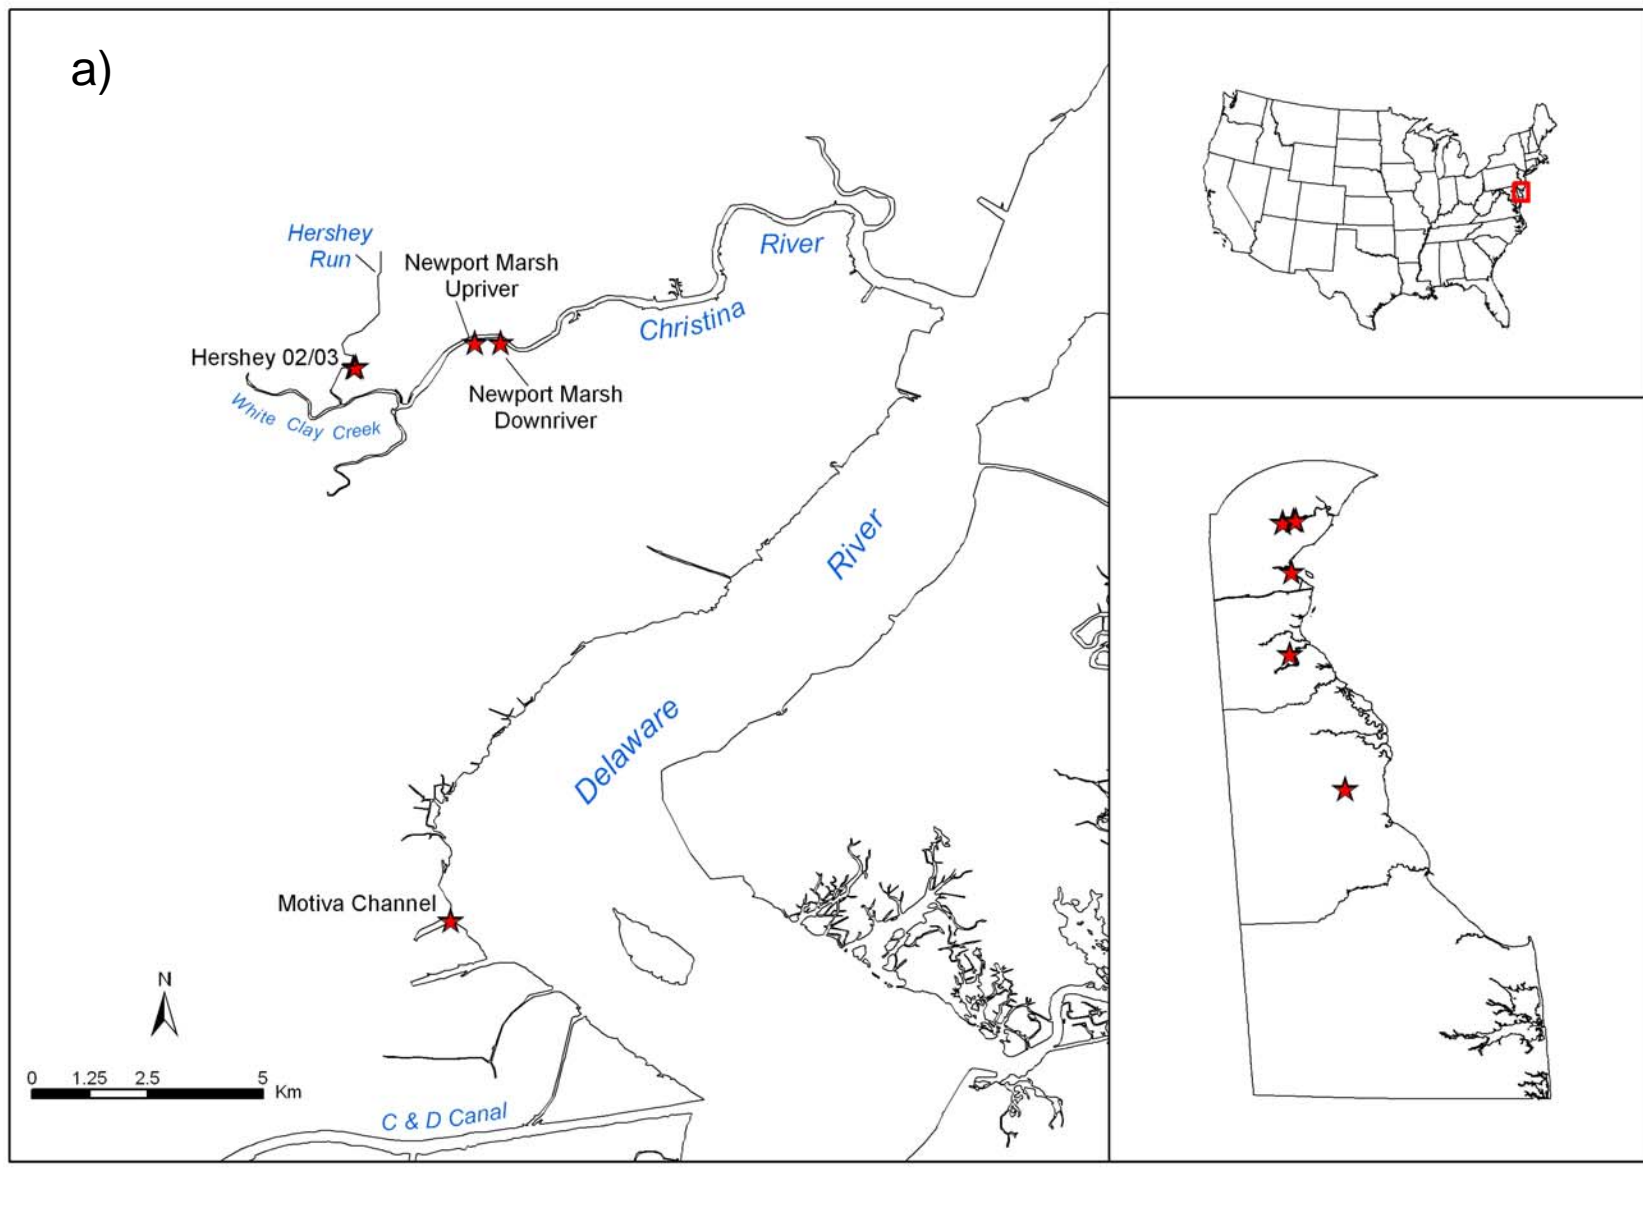 a)
Hershey
Run
Newport Marsh
Upriver
River
Christina
Hershey 02/03
Newport Marsh
Downriver
White Clay Creek
River
Delaware
Motiva Channel
N
0 1.25 2.5 5
Km
C & D Canal